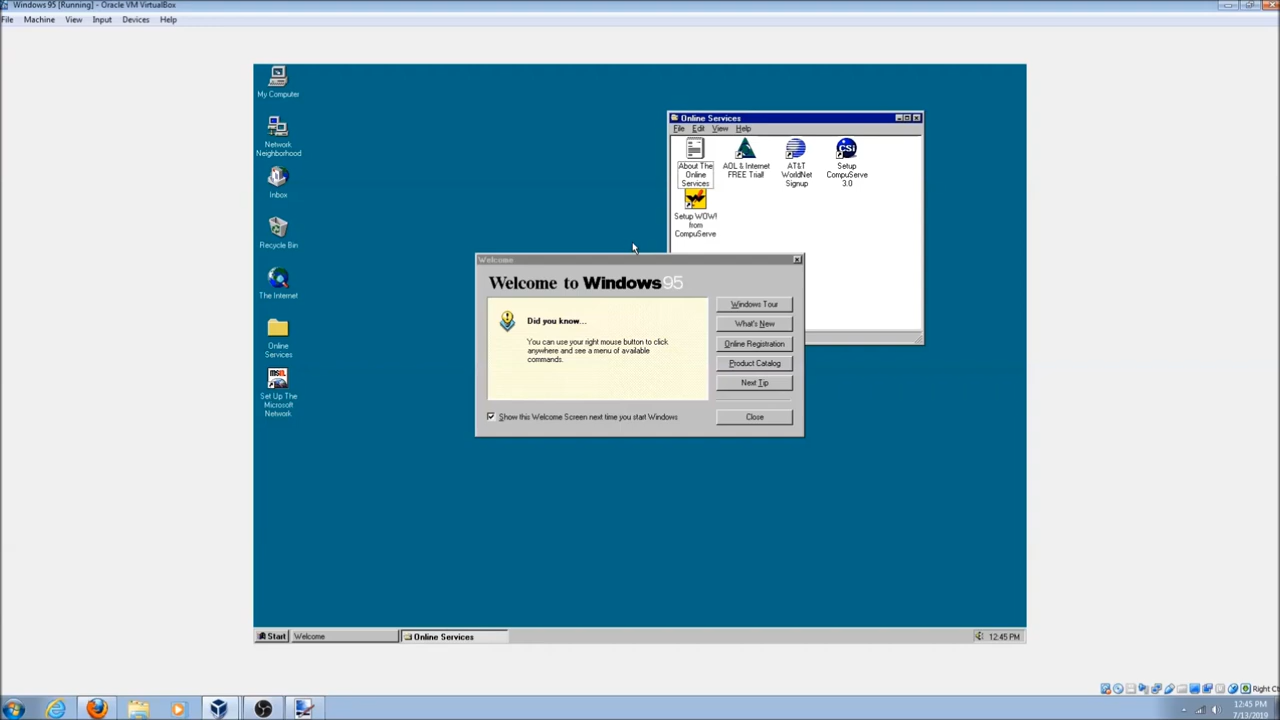 Windows 95 [Running] - Oracle VM VirtualBox
File Machine View Input Devices Help
My Computer
Network
Neighborhood
Inbox
Recycle Bin
The Internet
Online
Services
MSN
Set Up The
Microsoft
Network
Online Services
File Edit View Help
About The
Online
Services
AOL & Internet
FREE Trial!
AT&T
WorldNet
Signup
CSi
Setup
CompuServe
3.0
Setup WOW!
from
CompuServe
Welcome
Welcome to Windows 95
Did you know...
You can use your right mouse button to click
anywhere and see a menu of available
commands.
Windows Tour
What's New
Online Registration
Product Catalog
Next Tip
Show this Welcome Screen next time you start Windows
Close
Start Welcome Online Services 12:45 PM
Right Ct
12:45 PM
7/13/2019